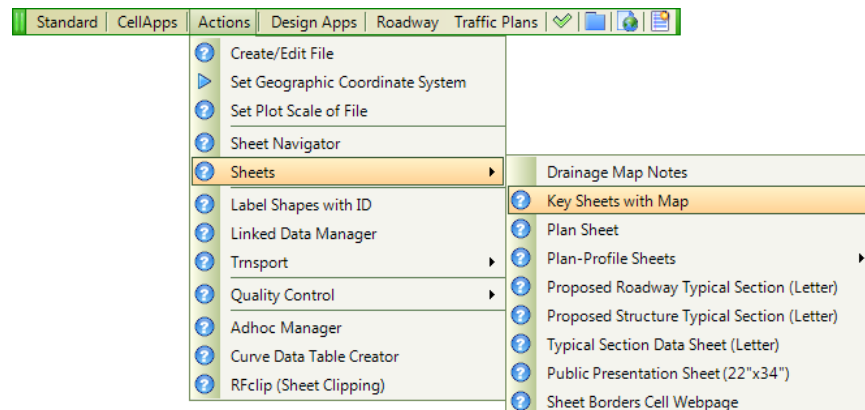 Standard CellApps Actions Design Apps Roadway Traffic Plans
Create/Edit File
Set Geographic Coordinate System
Set Plot Scale of File
Sheet Navigator
Sheets
Label Shapes with ID
Linked Data Manager
Trnsport
Quality Control
Adhoc Manager
Curve Data Table Creator
RFclip (Sheet Clipping)
Drainage Map Notes
Key Sheets with Map
Plan Sheet
Plan-Profile Sheets
Proposed Roadway Typical Section (Letter)
Proposed Structure Typical Section (Letter)
Typical Section Data Sheet (Letter)
Public Presentation Sheet (22"x34")
Sheet Borders Cell Webpage